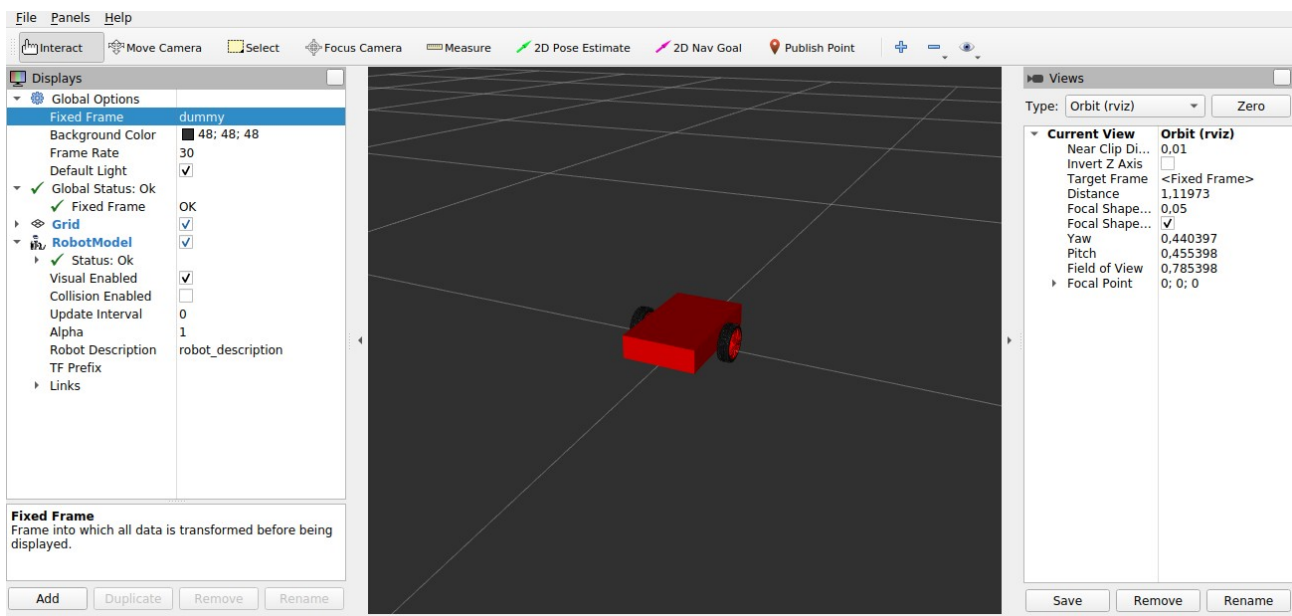 File Panels Help
Interact Move Camera Select Focus Camera Measure 2D Pose Estimate 2D Nav Goal Publish Point
Displays
Global Options
Fixed Frame dummy
Background Color 48; 48; 48
Frame Rate 30
Default Light
Global Status: Ok
Fixed Frame OK
Grid
RobotModel
Status: Ok
Visual Enabled
Collision Enabled
Update Interval 0
Alpha 1
Robot Description robot_description
TF Prefix
Links
Fixed Frame
Frame into which all data is transformed before being
displayed.
Add Duplicate Remove Rename
Views
Type: Orbit (rviz) Zero
Current View Orbit (rviz)
Near Clip Di... 0,01
Invert Z Axis
Target Frame <Fixed Frame>
Distance 1,11973
Focal Shape... 0,05
Focal Shape...
Yaw 0,440397
Pitch 0,455398
Field of View 0,785398
Focal Point 0; 0; 0
Save Remove Rename